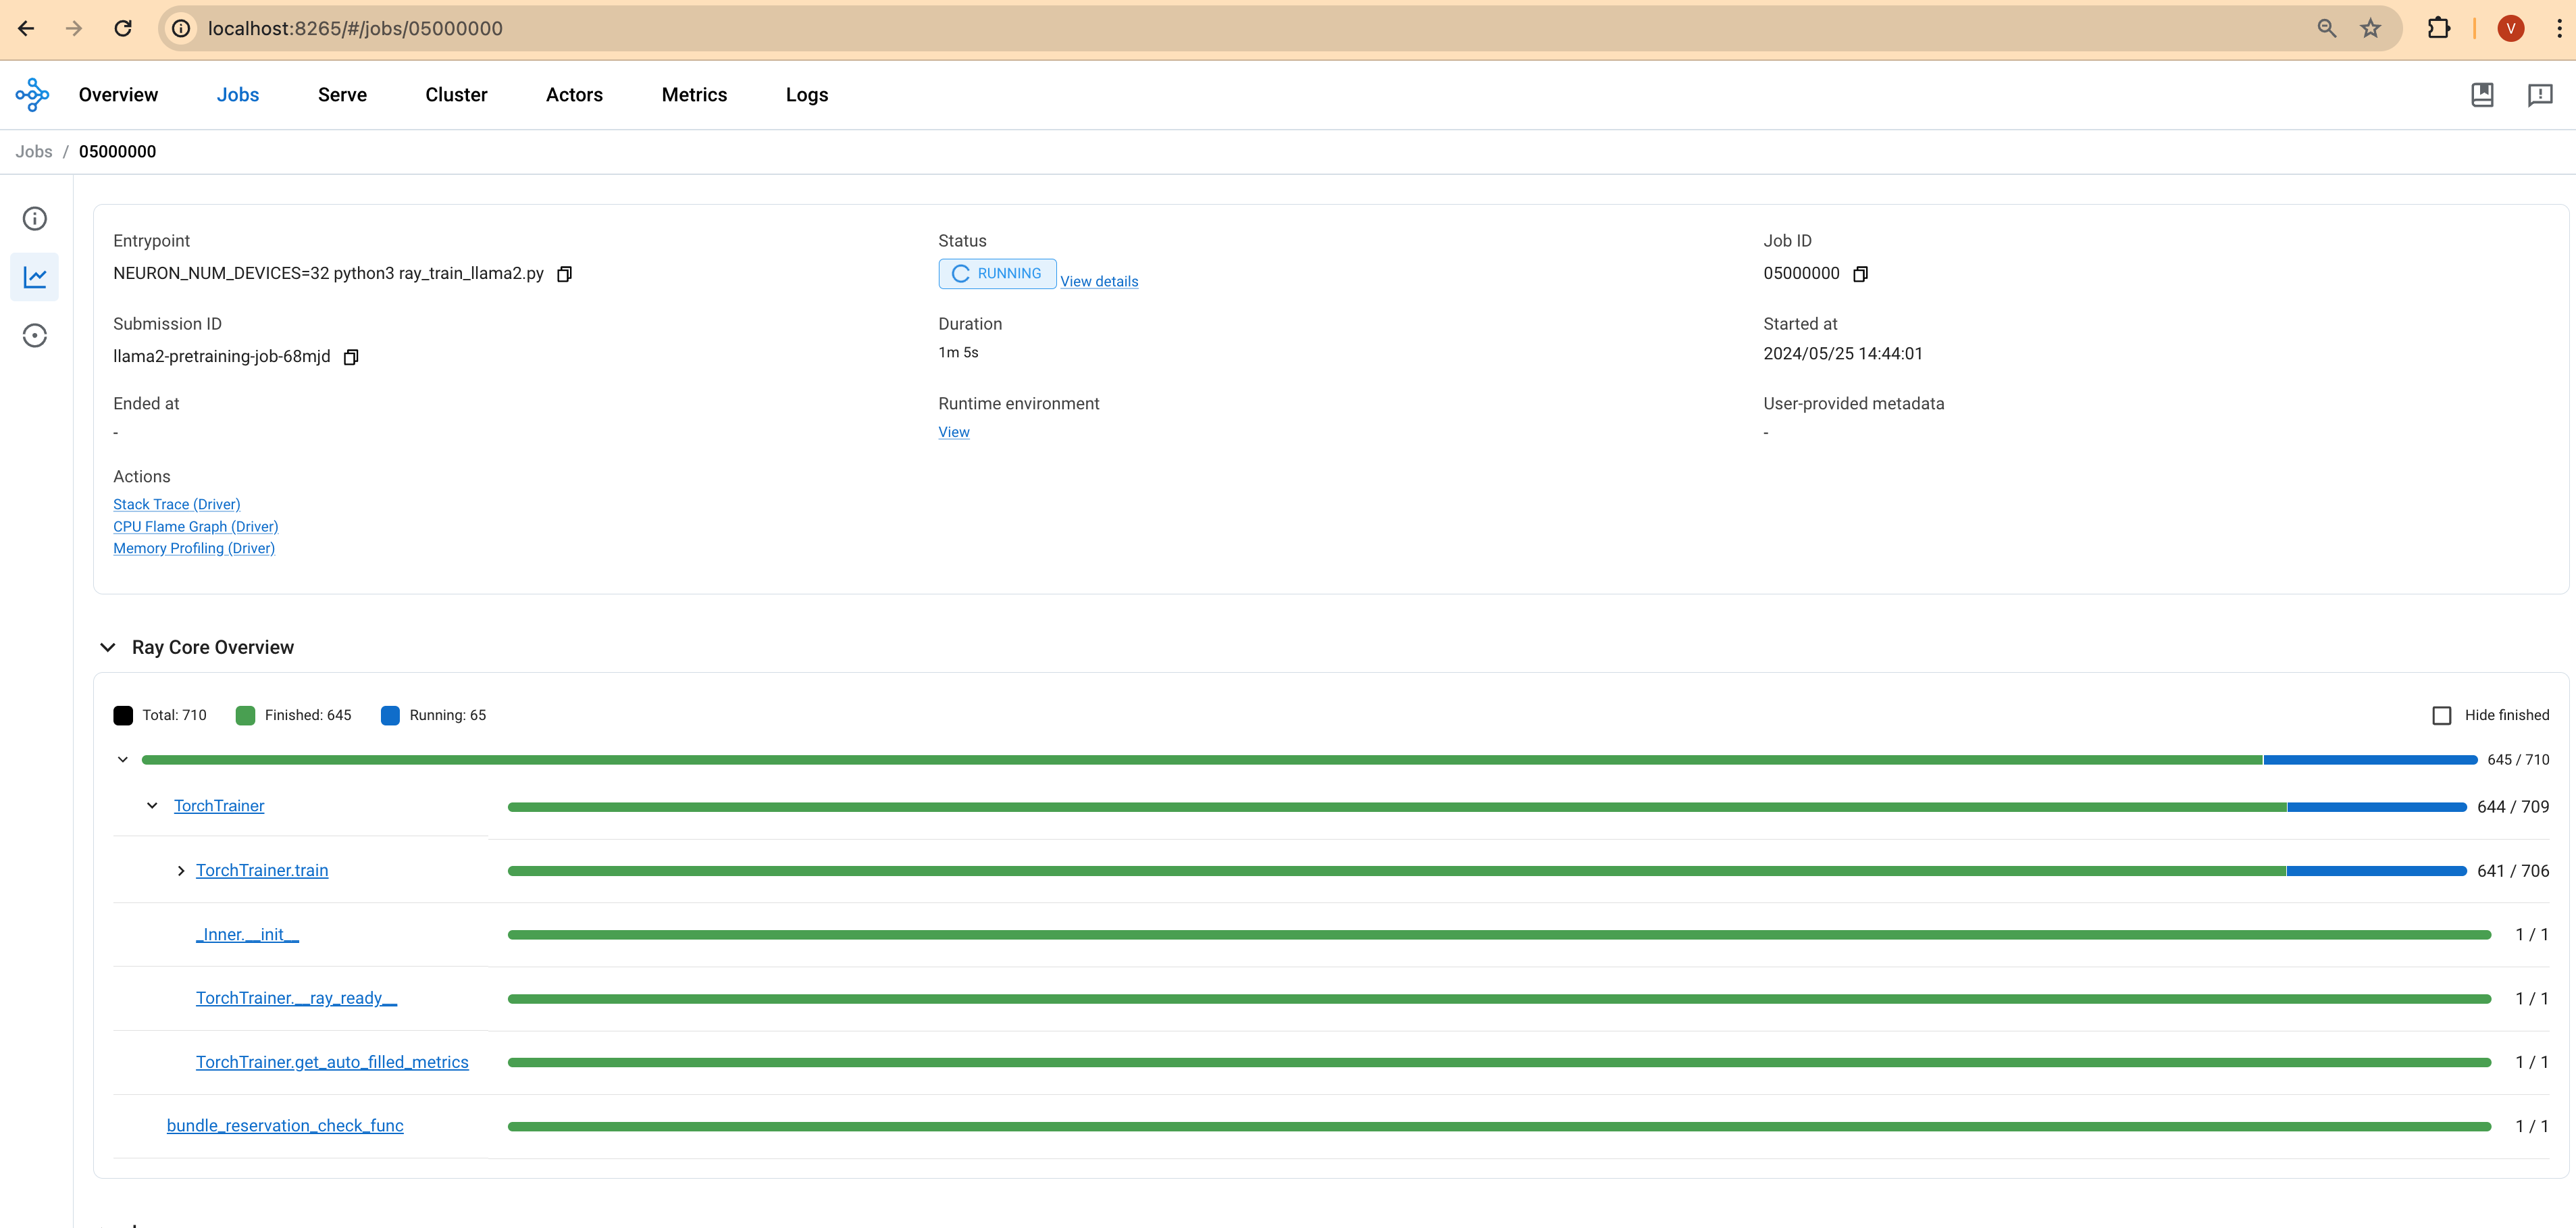 localhost:8265/#/jobs/05000000
V
Overview Jobs Serve Cluster Actors Metrics Logs
Jobs / 05000000
Entrypoint
NEURON_NUM_DEVICES=32 python3 ray_train_llama2.py
Status
RUNNING View details
Job ID
05000000
Submission ID
llama2-pretraining-job-68mjd
Duration
1m 5s
Started at
2024/05/25 14:44:01
Ended at
-
Runtime environment
View
User-provided metadata
-
Actions
Stack Trace (Driver)
CPU Flame Graph (Driver)
Memory Profiling (Driver)
Ray Core Overview
Total: 710 Finished: 645 Running: 65 Hide finished
645 / 710
TorchTrainer 644 / 709
TorchTrainer.train 641 / 706
_Inner.__init__ 1 / 1
TorchTrainer.__ray_ready__ 1 / 1
TorchTrainer.get_auto_filled_metrics 1 / 1
bundle_reservation_check_func 1 / 1